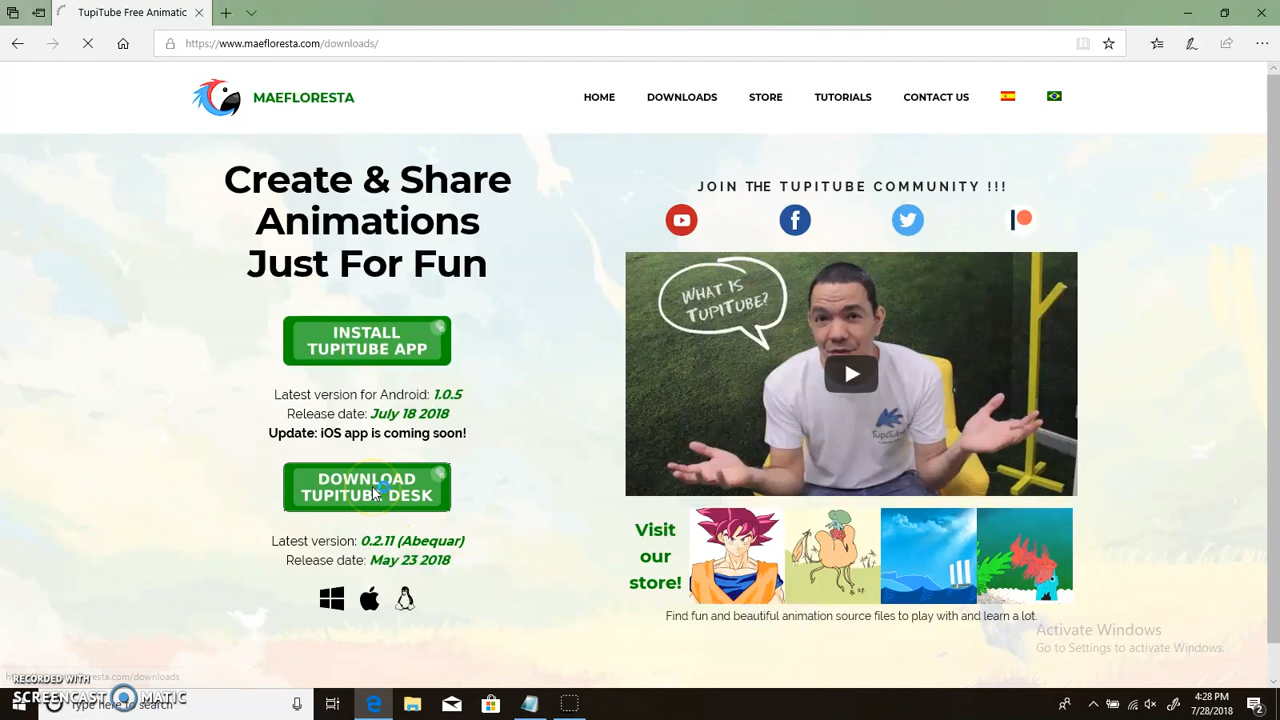 TupiTube Free Animat
https://www.maefloresta.com/downloads/
MAEFLORESTA
HOME
DOWNLOADS
STORE
TUTORIALS
CONTACT US
Create & Share
Animations
Just For Fun
INSTALL
TUPITUBE APP
Latest version for Android: 1.0.5
Release date: July 18 2018
Update: iOS app is coming soon!
DOWNLOAD
TUPITUBE DESK
Latest version: 0.2.11 (Abequar)
Release date: May 23 2018
JOIN THE TUPITUBE COMMUNITY !!!
WHAT IS
TUPITUBE?
TupiTube
Visit
our
store!
Find fun and beautiful animation source files to play with and learn a lot.
Activate Windows
Go to Settings to activate Windows.
RECORDED WITH
SCREENCAST MATIC
Type here to search
4:28 PM
7/28/2018
2